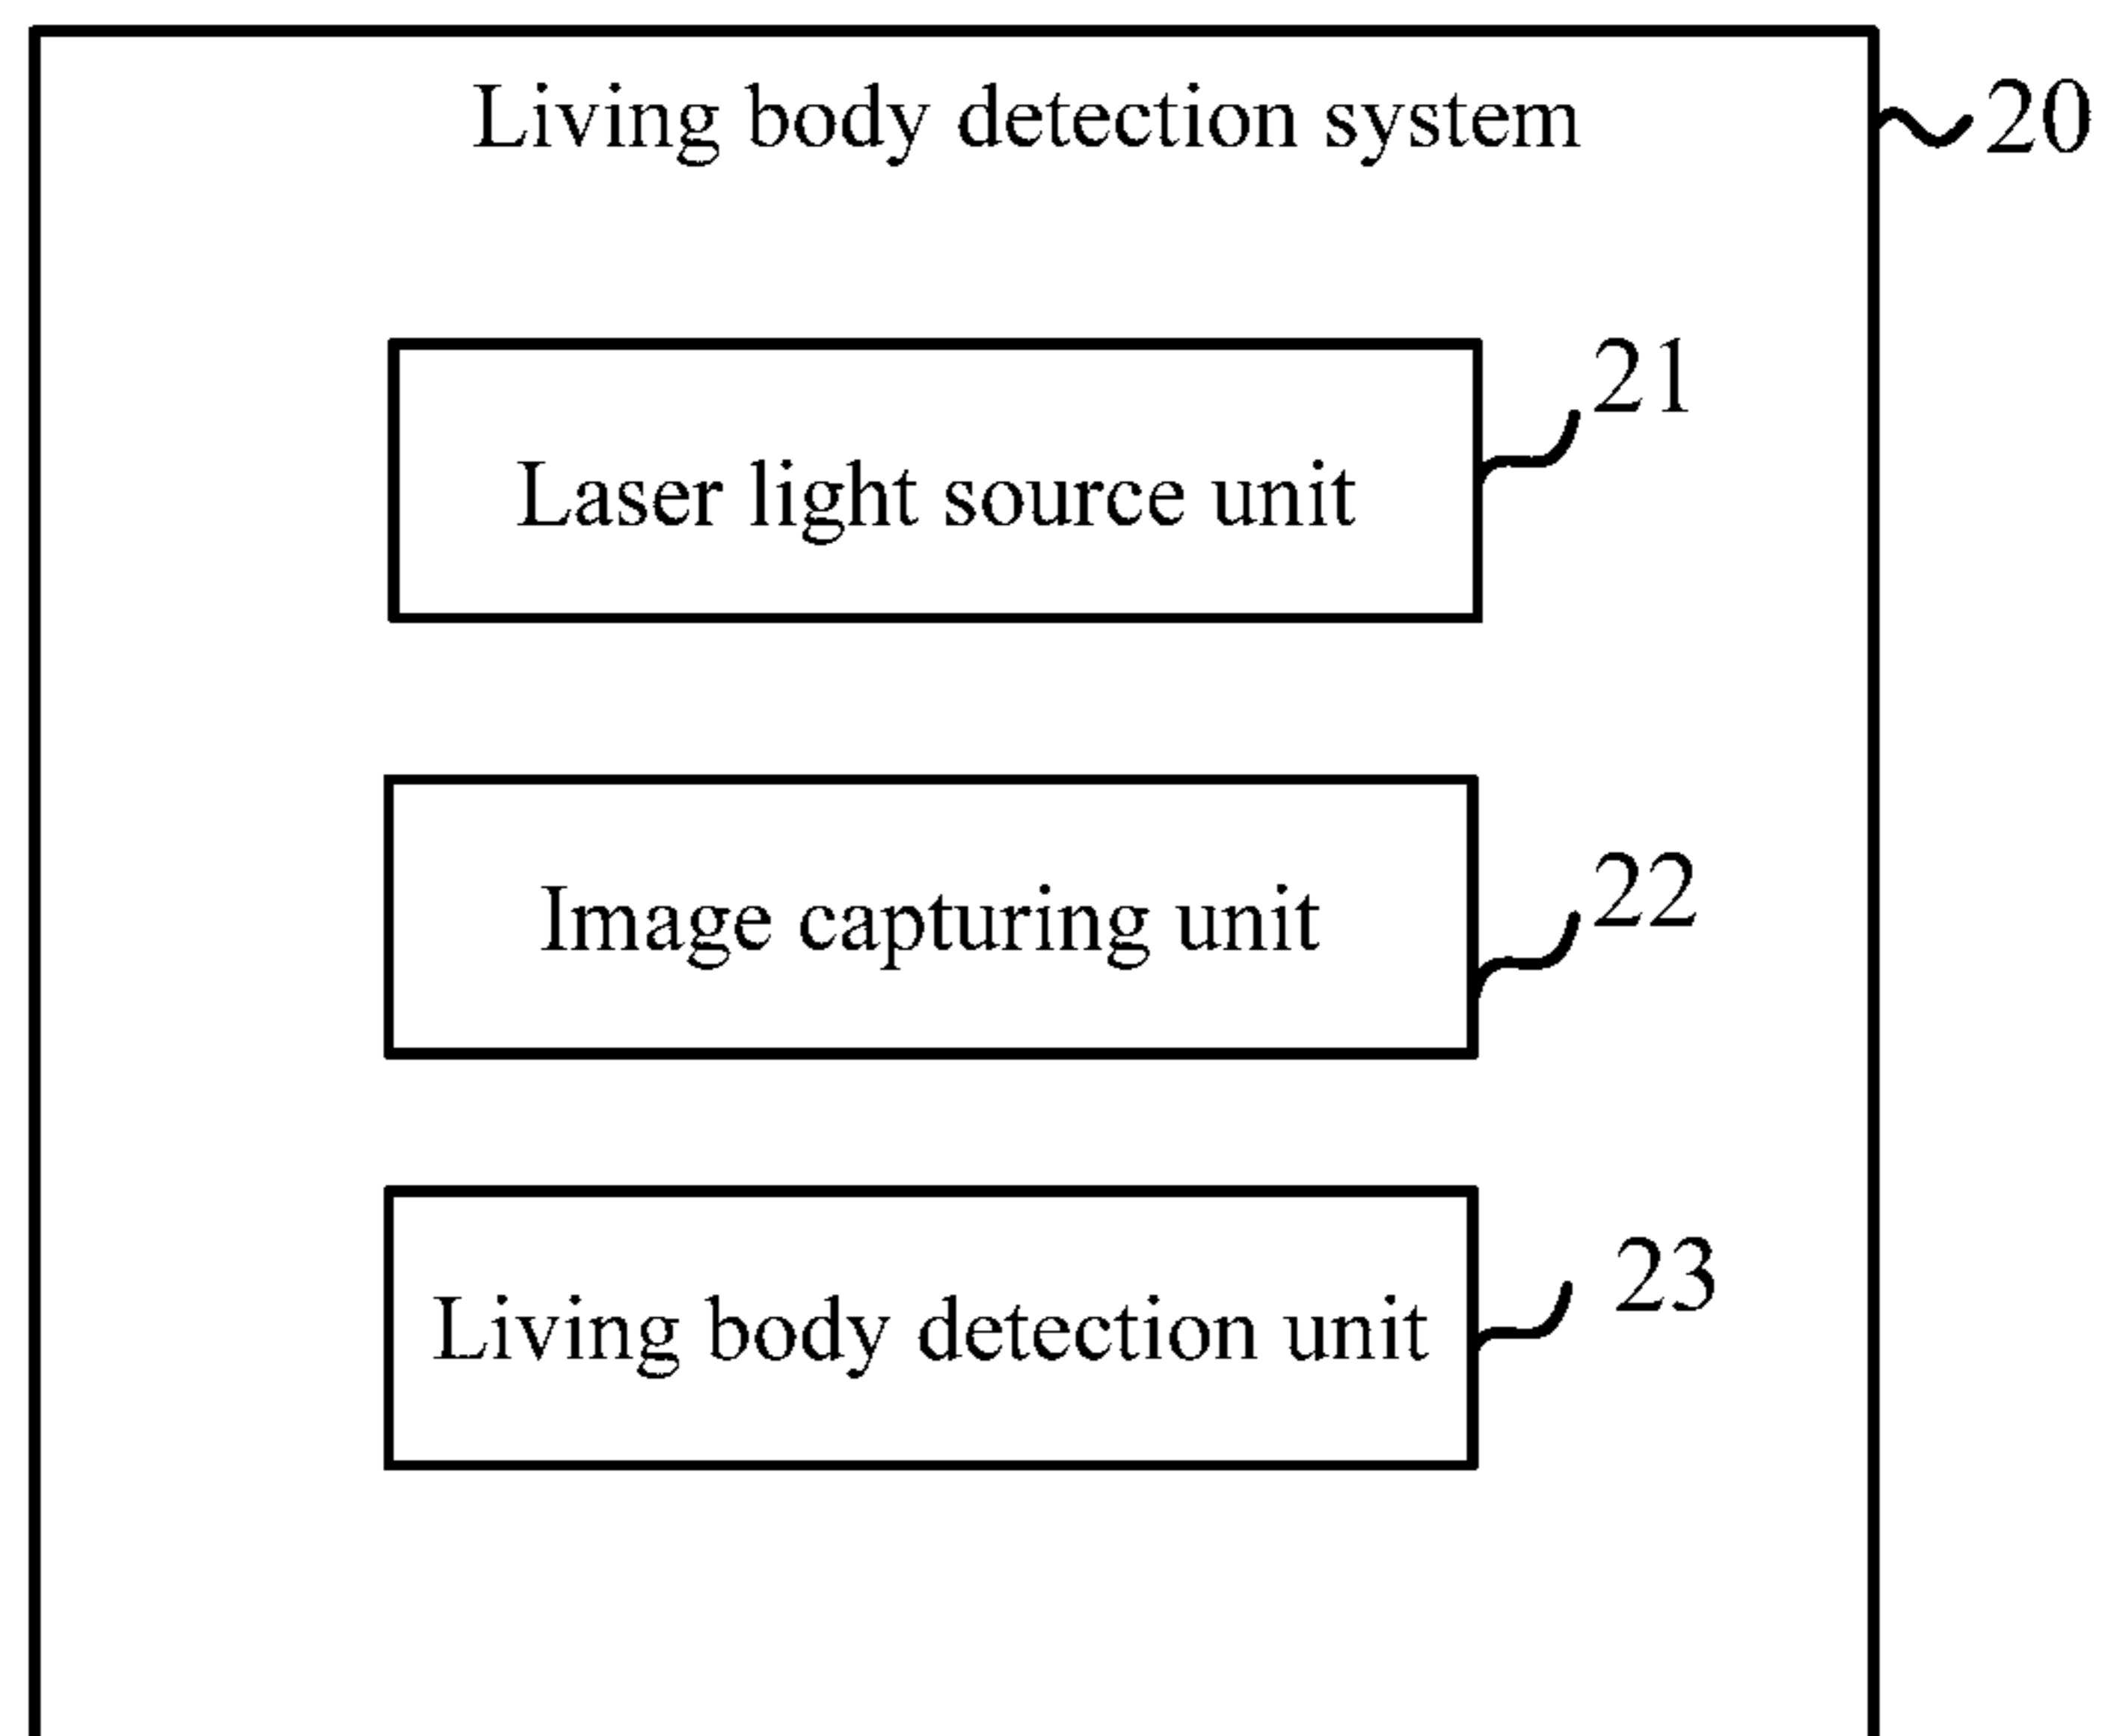 Living body detection system
20
21
Laser light source unit
22
Image capturing unit
23
Living body detection unit